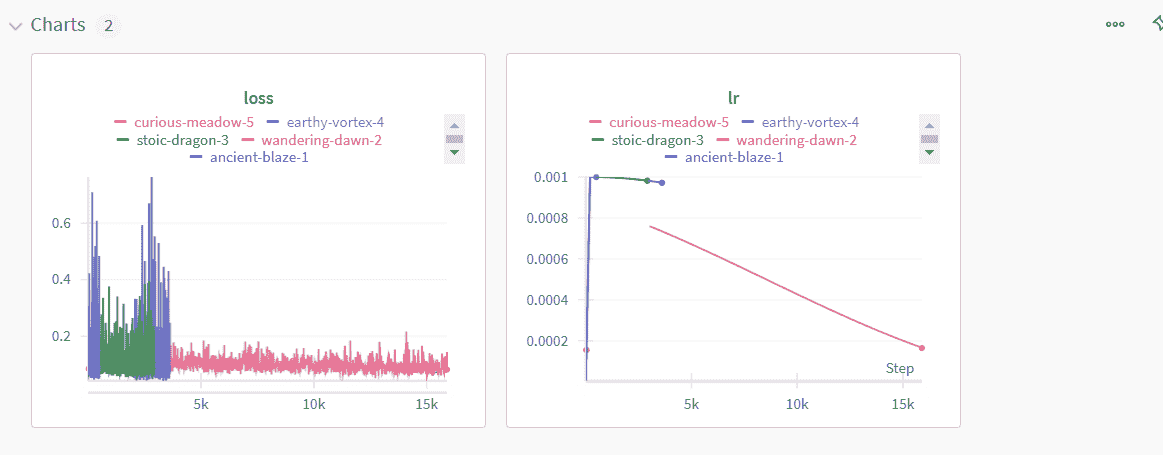 Charts 2
loss
curious-meadow-5 earthy-vortex-4
stoic-dragon-3 wandering-dawn-2
ancient-blaze-1
0.6
0.4
0.2
5k 10k 15k
lr
curious-meadow-5 earthy-vortex-4
stoic-dragon-3 wandering-dawn-2
ancient-blaze-1
0.001
0.0008
0.0006
0.0004
0.0002
Step
5k 10k 15k